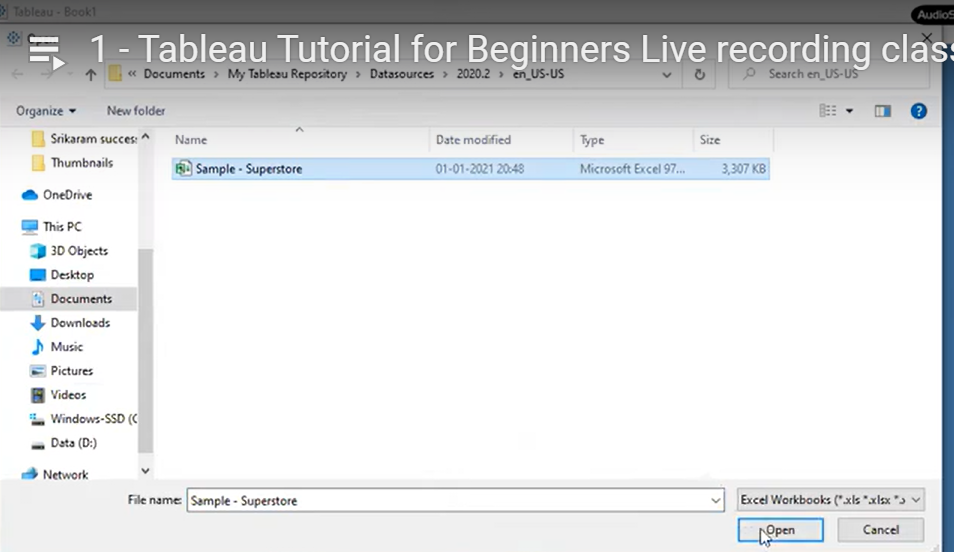 Tableau - Book1
AudioS
1 - Tableau Tutorial for Beginners Live recording clas
« Documents › My Tableau Repository › Datasources › 2020.2 › en_US-US
Search en_US-US
Organize
New folder
Name
Date modified
Type
Size
Srikaram succes
Thumbnails
OneDrive
This PC
3D Objects
Desktop
Documents
Downloads
Music
Pictures
Videos
Windows-SSD (C
Data (D:)
Network
Sample - Superstore
01-01-2021 20:48
Microsoft Excel 97...
3,307 KB
File name:
Sample - Superstore
Excel Workbooks (*.xls *.xlsx *.
Open
Cancel